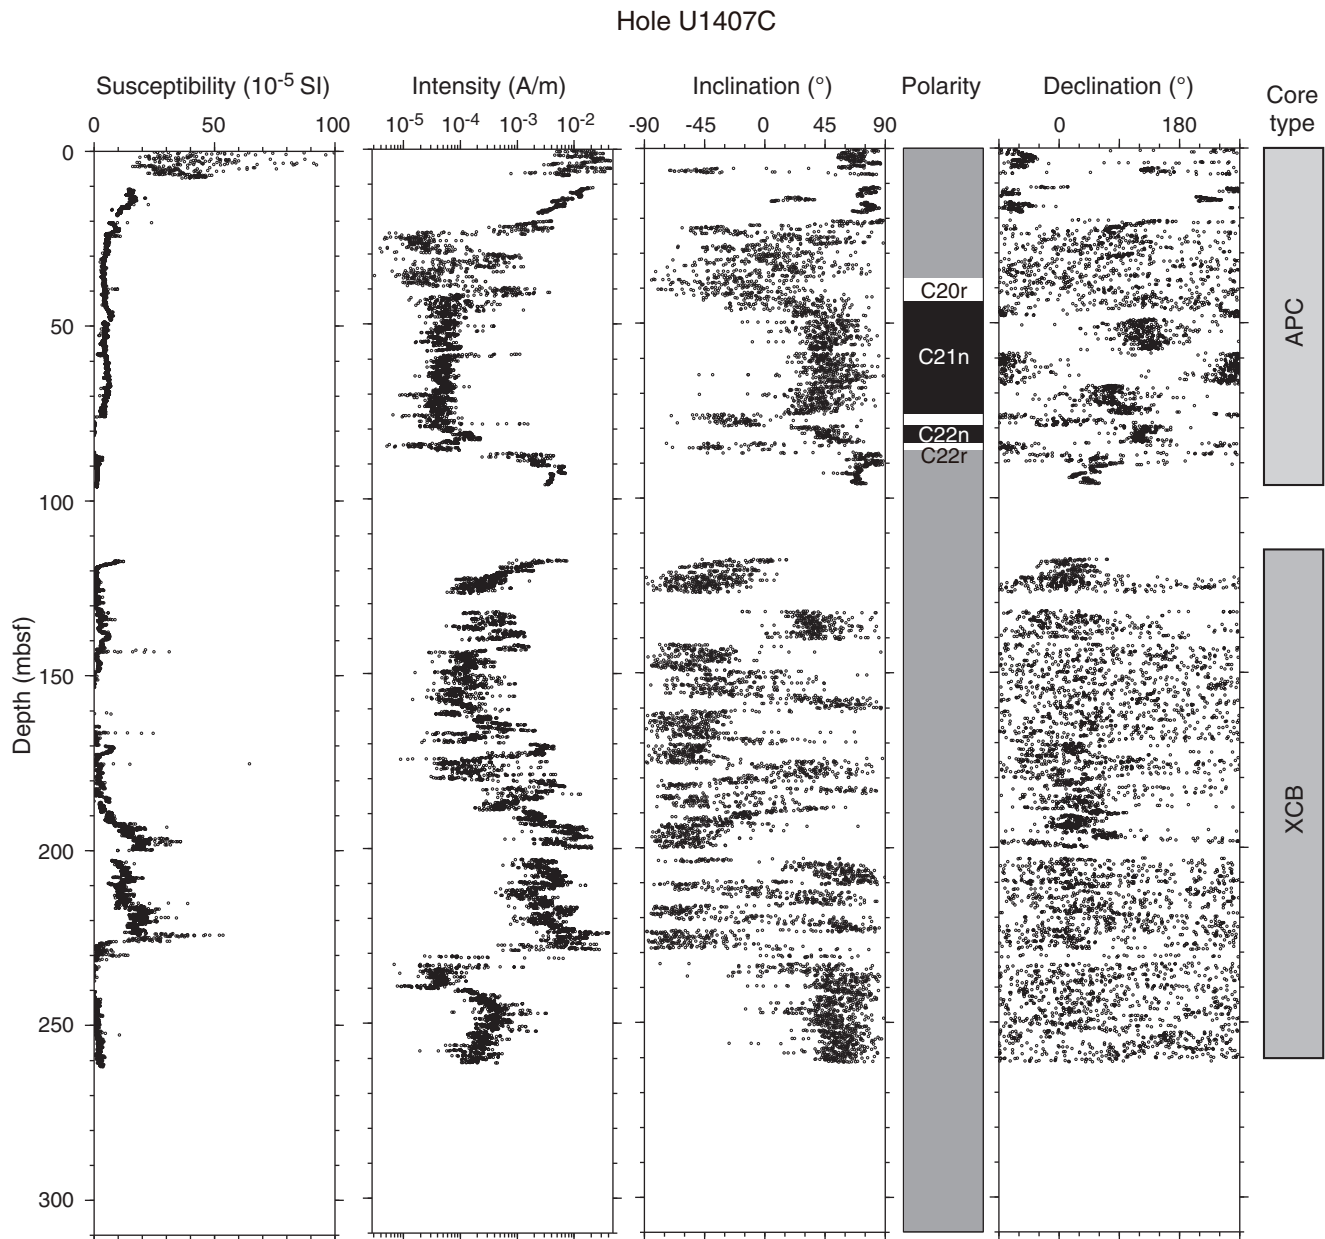 Hole U1407C
Susceptibility (10-5 SI)
Intensity (A/m)
Inclination (°)
Polarity
Declination (°)
Core
type
0 50 100
10-5 10-4 10-3 10-2
-90 -45 0 45 90
0 180
0
50
100
150
200
250
300
Depth (mbsf)
C20r
C21n
C22n
C22r
APC
XCB